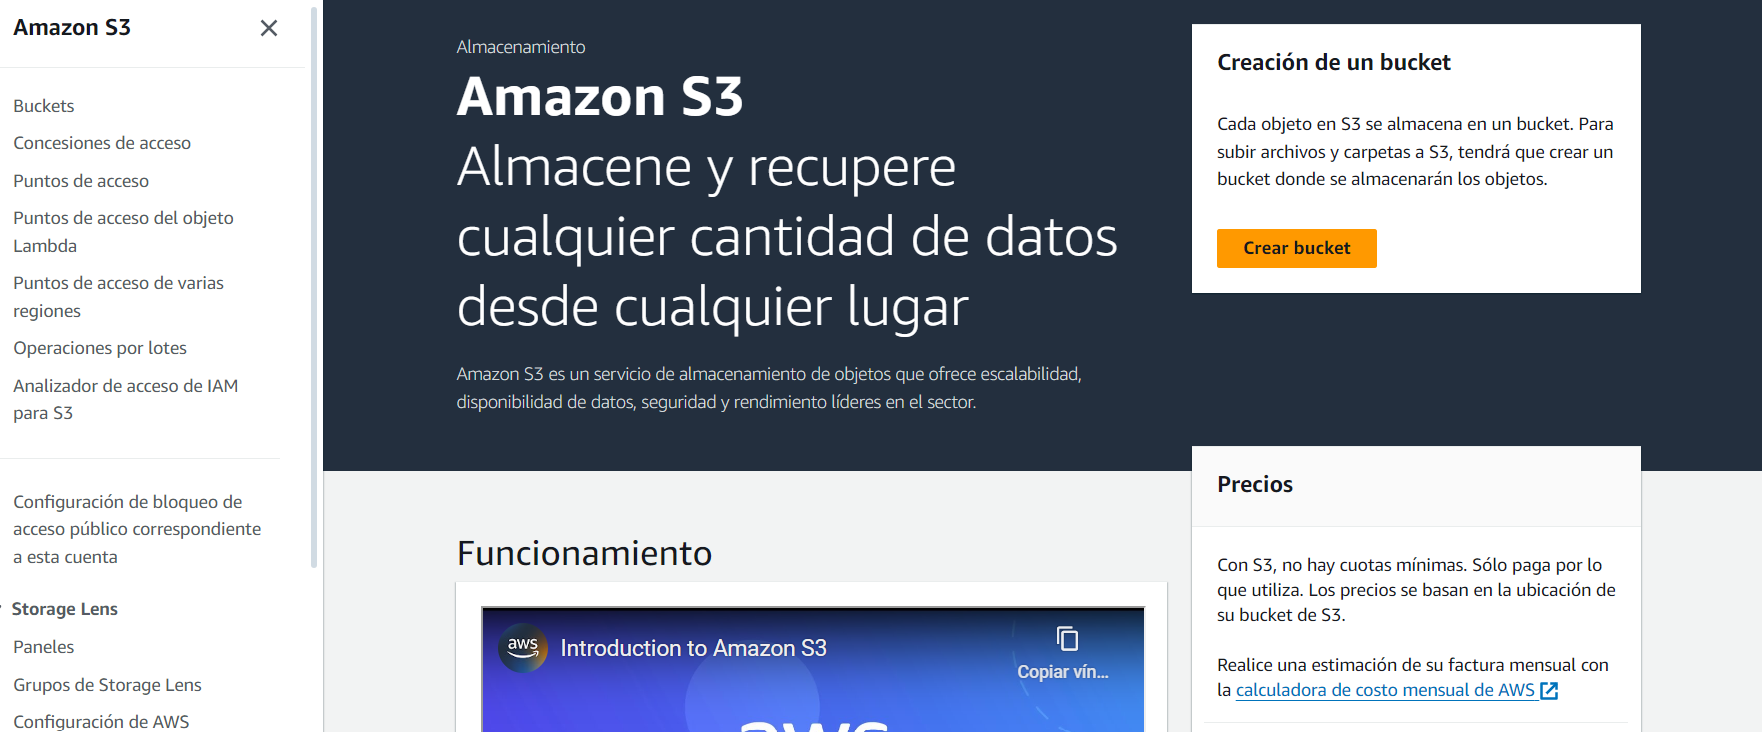 Amazon S3
Buckets
Concesiones de acceso
Puntos de acceso
Puntos de acceso del objeto
Lambda
Puntos de acceso de varias
regiones
Operaciones por lotes
Analizador de acceso de IAM
para S3
Configuración de bloqueo de
acceso público correspondiente
a esta cuenta
Storage Lens
Paneles
Grupos de Storage Lens
Configuración de AWS
Almacenamiento
Amazon S3
Almacene y recupere
cualquier cantidad de datos
desde cualquier lugar
Amazon S3 es un servicio de almacenamiento de objetos que ofrece escalabilidad,
disponibilidad de datos, seguridad y rendimiento líderes en el sector.
Creación de un bucket
Cada objeto en S3 se almacena en un bucket. Para
subir archivos y carpetas a S3, tendrá que crear un
bucket donde se almacenarán los objetos.
Crear bucket
Funcionamiento
aws
Introduction to Amazon S3
Copiar vín...
aws
Precios
Con S3, no hay cuotas mínimas. Sólo paga por lo
que utiliza. Los precios se basan en la ubicación de
su bucket de S3.
Realice una estimación de su factura mensual con
la calculadora de costo mensual de AWS